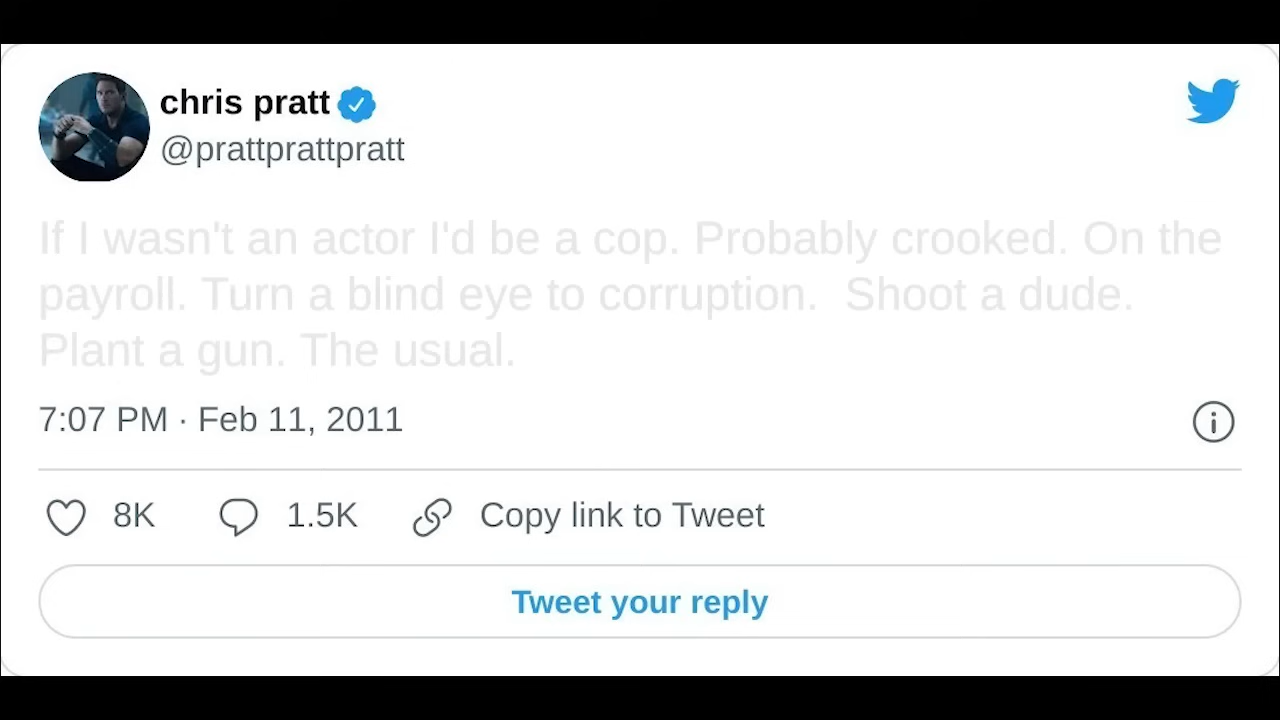 chris pratt
@prattprattpratt
If I wasn't an actor I'd be a cop. Probably crooked. On the
payroll. Turn a blind eye to corruption.  Shoot a dude.
Plant a gun. The usual.
7:07 PM · Feb 11, 2011
8K 1.5K Copy link to Tweet
Tweet your reply